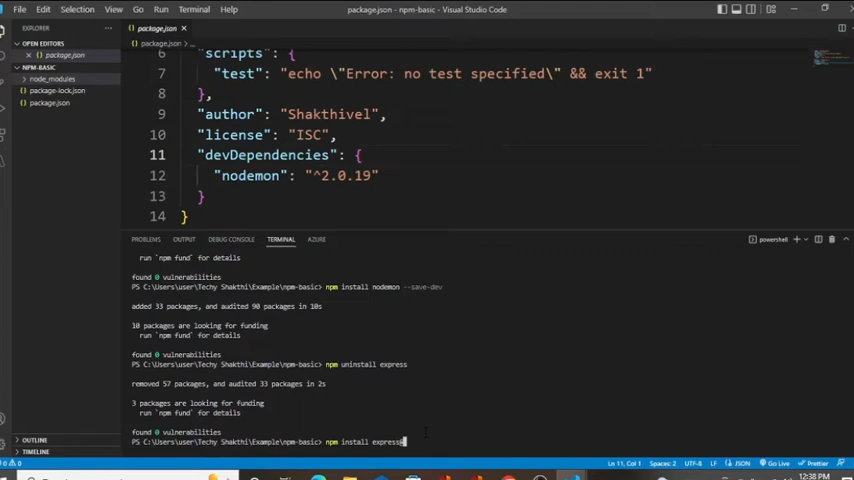 File Edit Selection View Go Run Terminal Help
package.json - npm-basic - Visual Studio Code
EXPLORER
OPEN EDITORS
package.json
NPM-BASIC
node_modules
package-lock.json
package.json
package.json
package.json > ...
6 "scripts": {
7 "test": "echo \"Error: no test specified\" && exit 1"
8 },
9 "author": "Shakthivel",
10 "license": "ISC",
11 "devDependencies": {
12 "nodemon": "^2.0.19"
13 }
14 }
PROBLEMS OUTPUT DEBUG CONSOLE TERMINAL AZURE
powershell
run `npm fund` for details
found 0 vulnerabilities
PS C:\Users\user\Techy Shakthi\Example\npm-basic> npm install nodemon --save-dev
added 33 packages, and audited 90 packages in 10s
10 packages are looking for funding
run `npm fund` for details
found 0 vulnerabilities
PS C:\Users\user\Techy Shakthi\Example\npm-basic> npm uninstall express
removed 57 packages, and audited 33 packages in 2s
3 packages are looking for funding
run `npm fund` for details
found 0 vulnerabilities
PS C:\Users\user\Techy Shakthi\Example\npm-basic> npm install express@
OUTLINE
TIMELINE
0 0 Ln 11, Col 1 Spaces: 2 UTF-8 LF JSON Go Live Prettier
12:38 PM